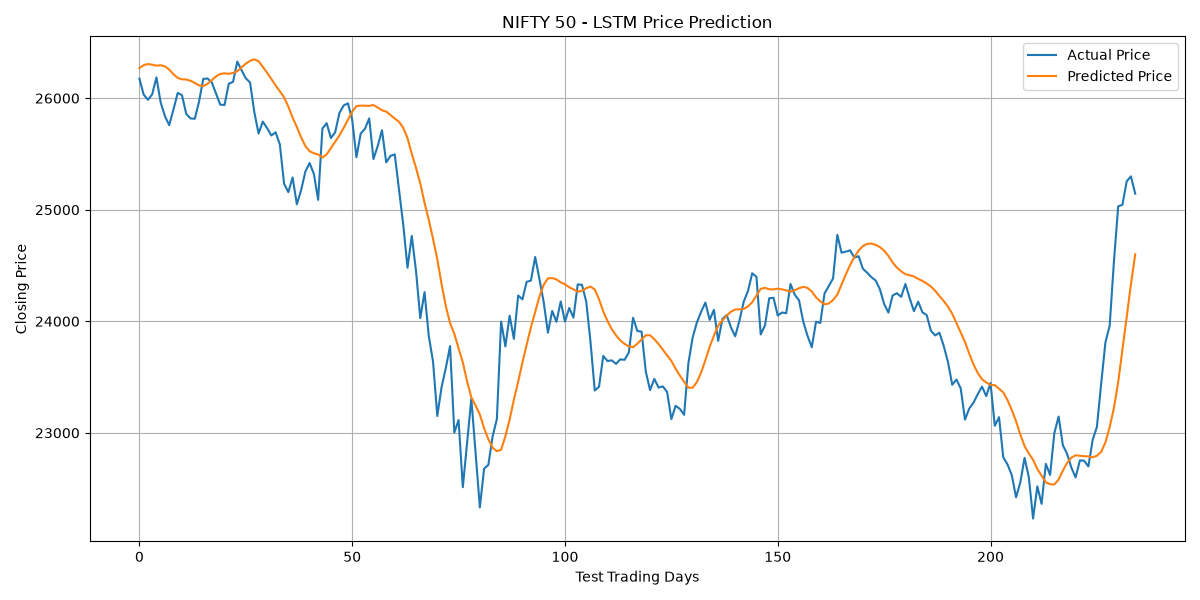 NIFTY 50 - LSTM Price Prediction
Actual Price
Predicted Price
Closing Price
26000
25000
24000
23000
0 50 100 150 200
Test Trading Days